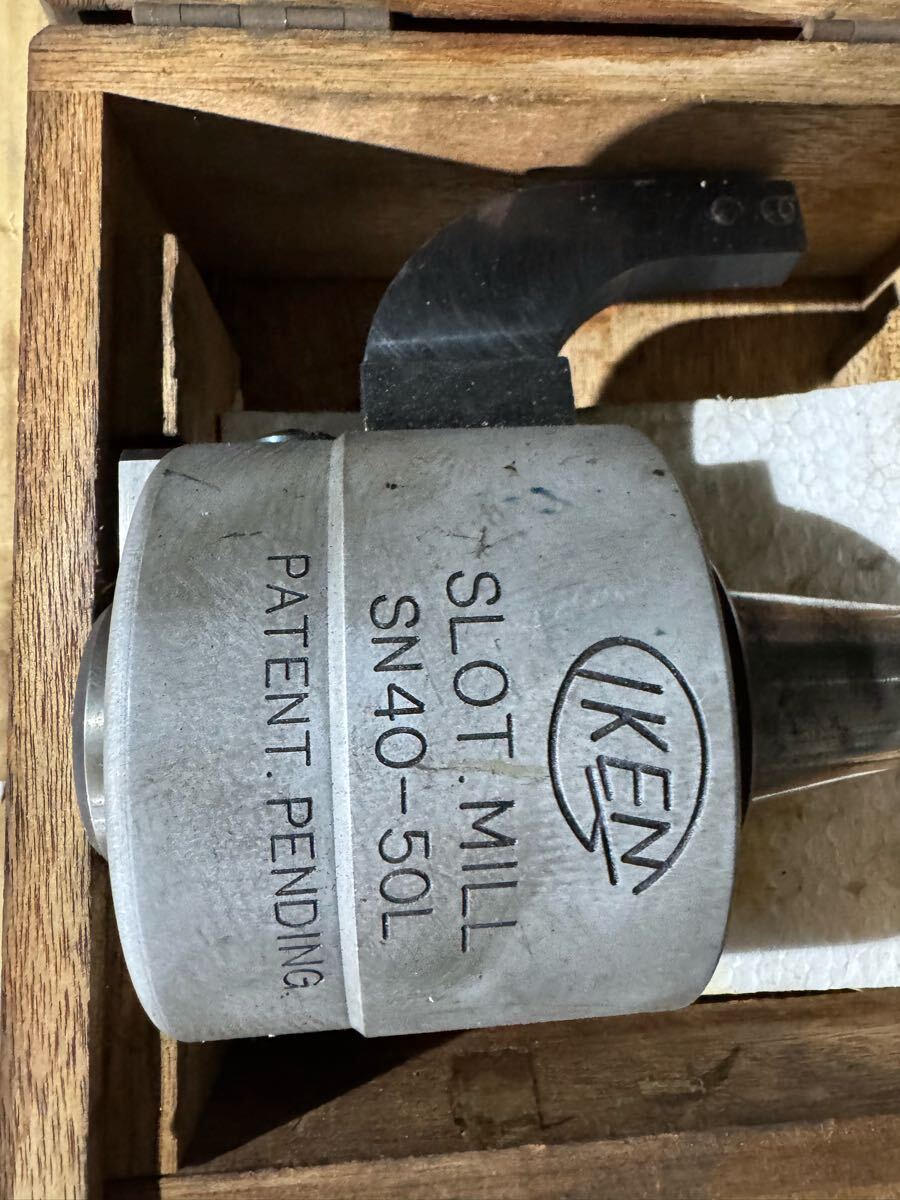 IKEN
SLOT. MILL
SN40-50L
PATENT. PENDING.